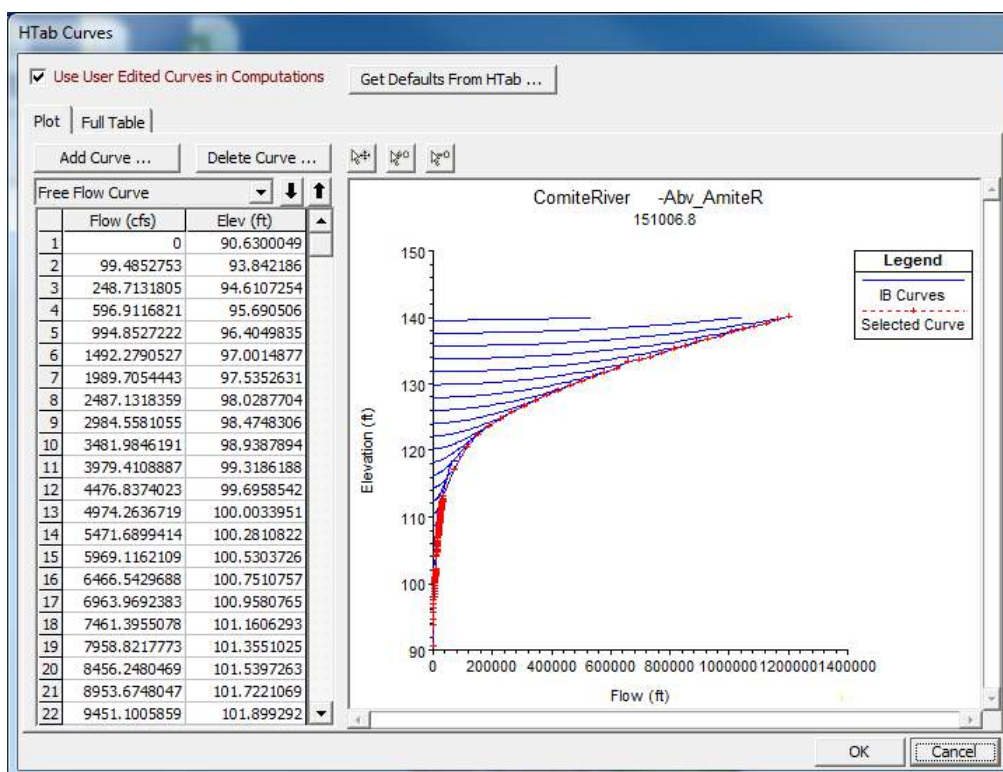 HTab Curves
Use User Edited Curves in Computations
Get Defaults From HTab ...
Plot Full Table
Add Curve ... Delete Curve ...
Free Flow Curve
Flow (cfs) Elev (ft)
1 0 90.6300049
2 99.4852753 93.842186
3 248.7131805 94.6107254
4 596.9116821 95.690506
5 994.8527222 96.4049835
6 1492.2790527 97.0014877
7 1989.7054443 97.5352631
8 2487.1318359 98.0287704
9 2984.5581055 98.4748306
10 3481.9846191 98.9387894
11 3979.4108887 99.3186188
12 4476.8374023 99.6958542
13 4974.2636719 100.0033951
14 5471.6899414 100.2810822
15 5969.1162109 100.5303726
16 6466.5429688 100.7510757
17 6963.9692383 100.9580765
18 7461.3955078 101.1606293
19 7958.8217773 101.3551025
20 8456.2480469 101.5397263
21 8953.6748047 101.7221069
22 9451.1005859 101.899292
ComiteRiver -Abv_AmiteR
151006.8
150
140
130
120
110
100
90
Elevation (ft)
0 200000 400000 600000 800000 1000000 1200000 1400000
Flow (ft)
Legend
IB Curves
Selected Curve
OK Cancel